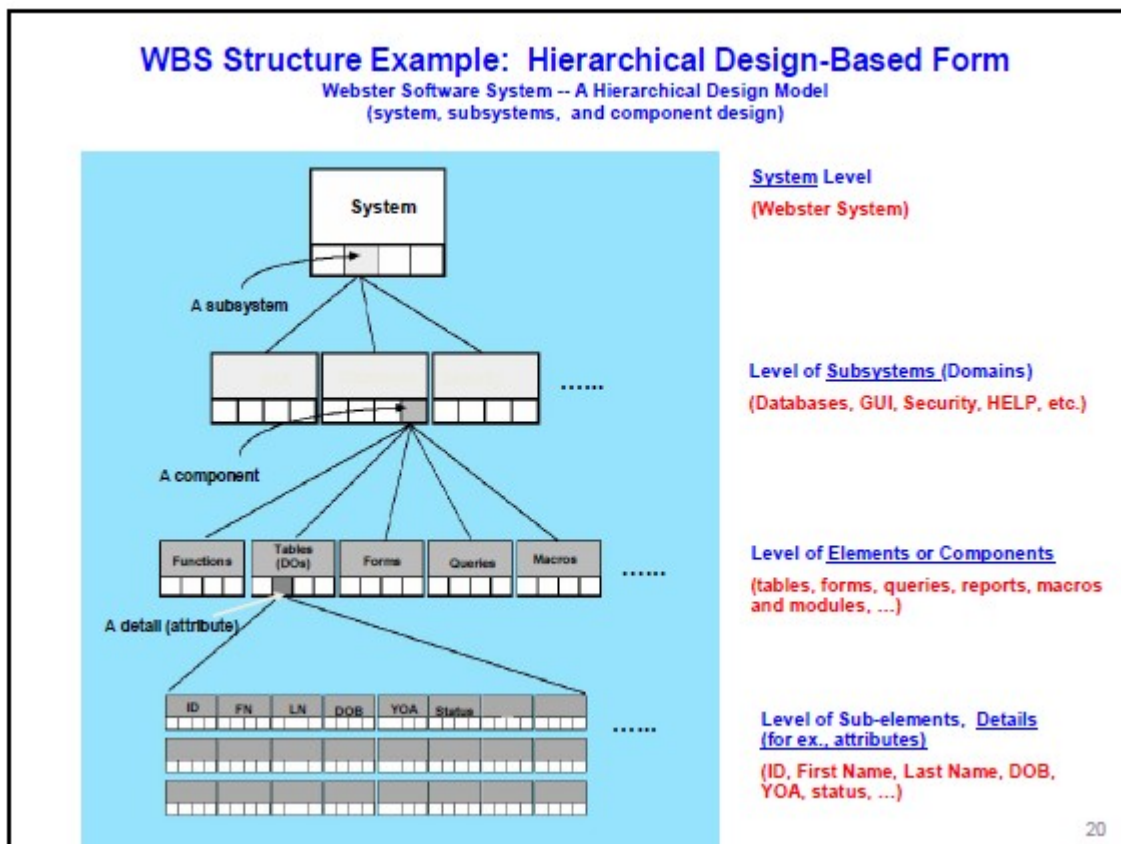 WBS Structure Example: Hierarchical Design-Based Form
Webster Software System -- A Hierarchical Design Model
(system, subsystems, and component design)
System
A subsystem
System Level
(Webster System)
......
A component
Level of Subsystems (Domains)
(Databases, GUI, Security, HELP, etc.)
Functions
Tables
(DOs)
Forms
Queries
Macros
......
A detail (attribute)
Level of Elements or Components
(tables, forms, queries, reports, macros
and modules, ...)
ID
FN
LN
DOB
YOA
Status
......
Level of Sub-elements, Details
(for ex., attributes)
(ID, First Name, Last Name, DOB,
YOA, status, ...)
20